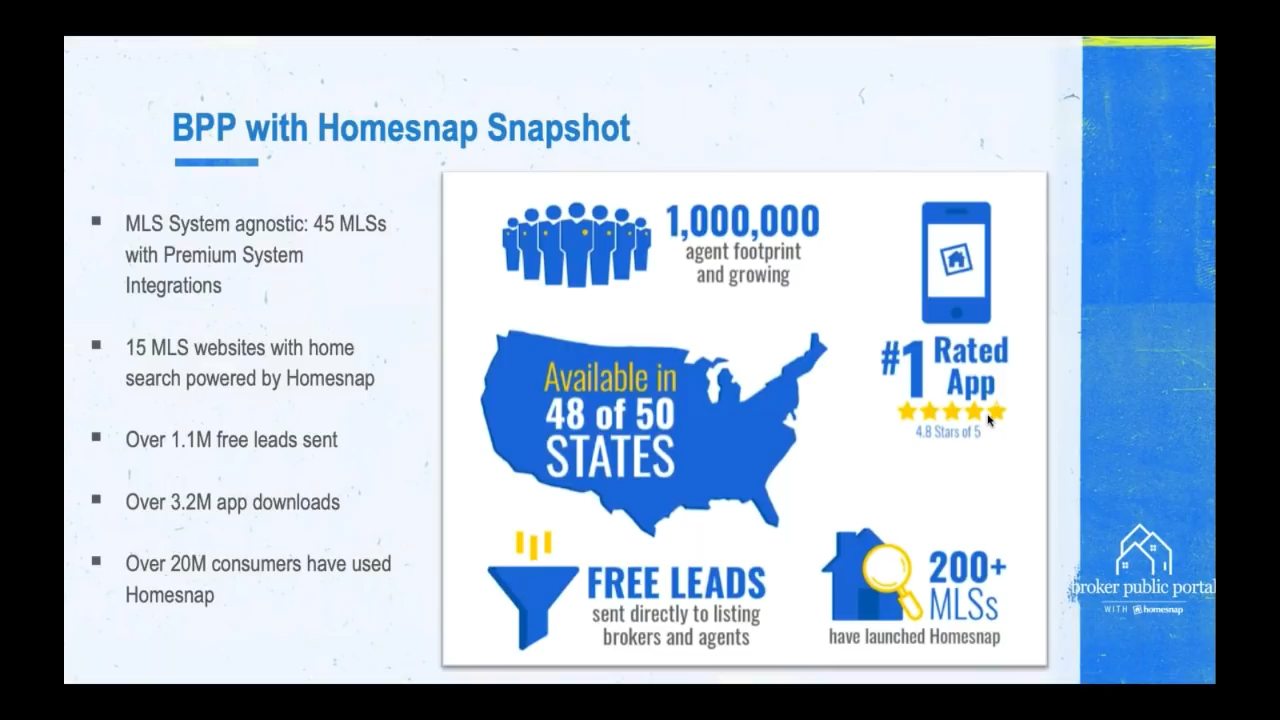 BPP with Homesnap Snapshot
MLS System agnostic: 45 MLSs
with Premium System
Integrations
15 MLS websites with home
search powered by Homesnap
Over 1.1M free leads sent
Over 3.2M app downloads
Over 20M consumers have used
Homesnap
1,000,000
agent footprint
and growing
#1 Rated
App
4.8 Stars of 5
Available in
48 of 50
STATES
FREE LEADS
sent directly to listing
brokers and agents
200+
MLSs
have launched Homesnap
broker public portal
WITH homesnap